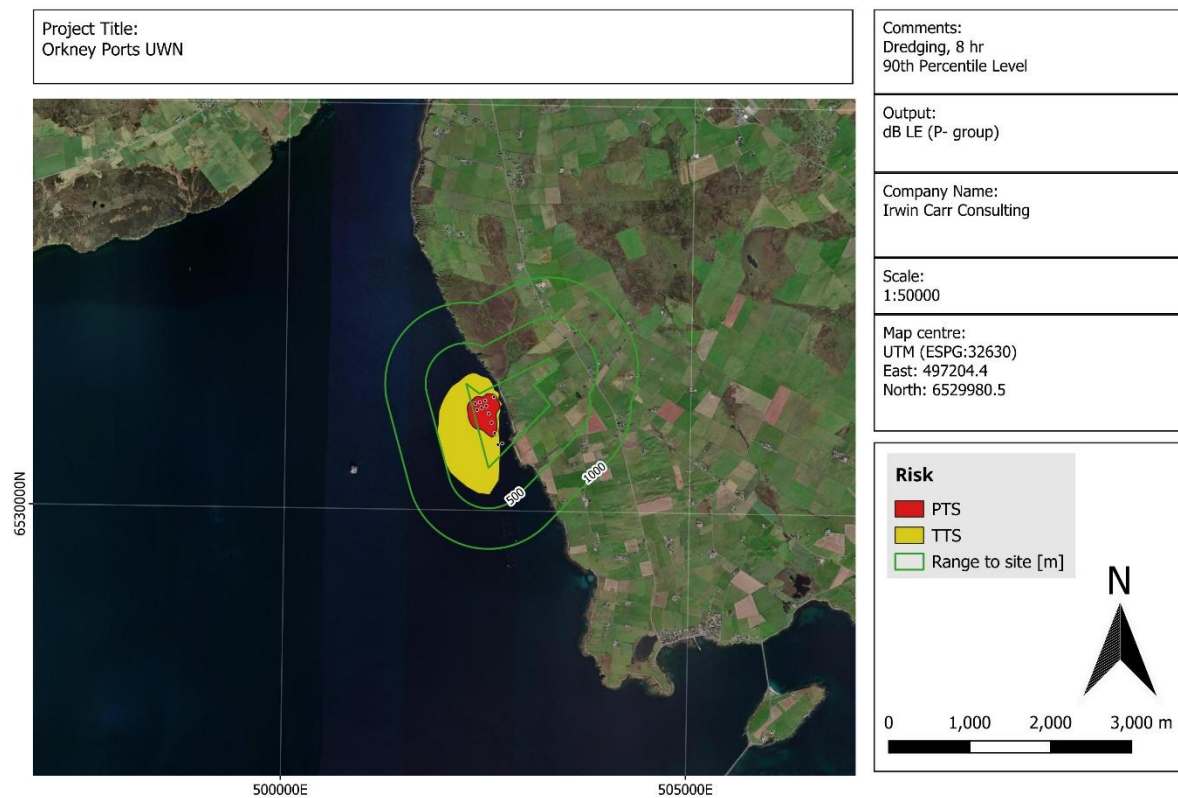 Project Title:
Orkney Ports UWN
Comments:
Dredging, 8 hr
90th Percentile Level
Output:
dB LE (P- group)
Company Name:
Irwin Carr Consulting
Scale:
1:50000
Map centre:
UTM (ESPG:32630)
East: 497204.4
North: 6529980.5
Risk
PTS
TTS
Range to site [m]
N
0 1,000 2,000 3,000 m
500
1000
6530000N
500000E
505000E